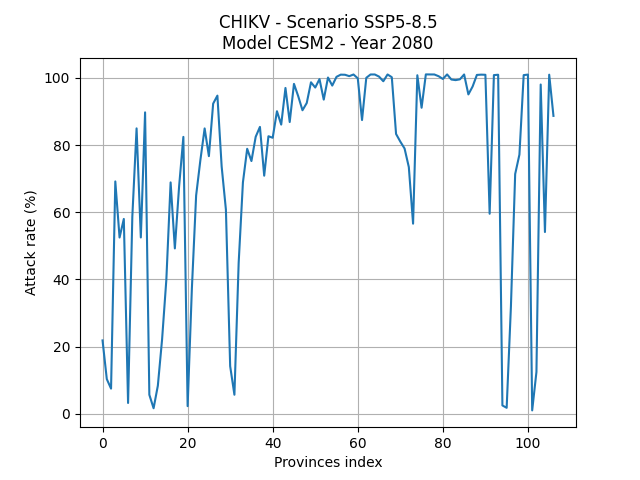 CHIKV - Scenario SSP5-8.5
Model CESM2 - Year 2080
100
80
60
40
20
0
Attack rate (%)
0 20 40 60 80 100
Provinces index